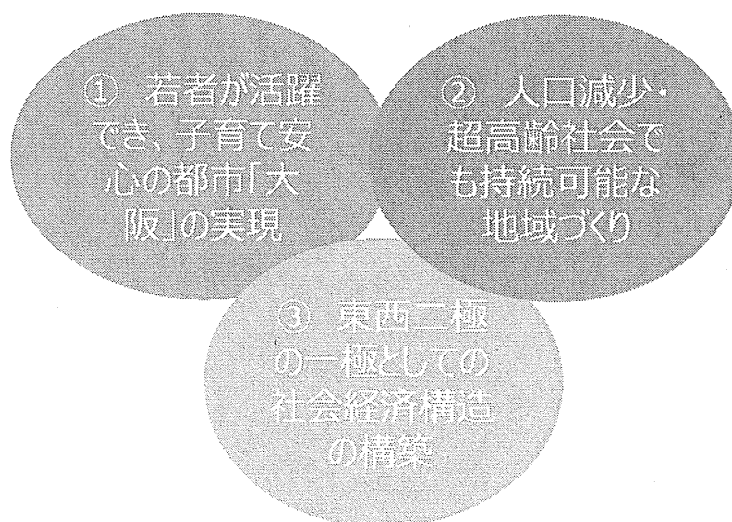 ① 若者が活躍
でき、子育て安
心の都市「大
阪」の実現
② 人口減少・
超高齢社会で
も持続可能な
地域づくり
③ 東西二極
の一極としての
社会経済構造
の構築